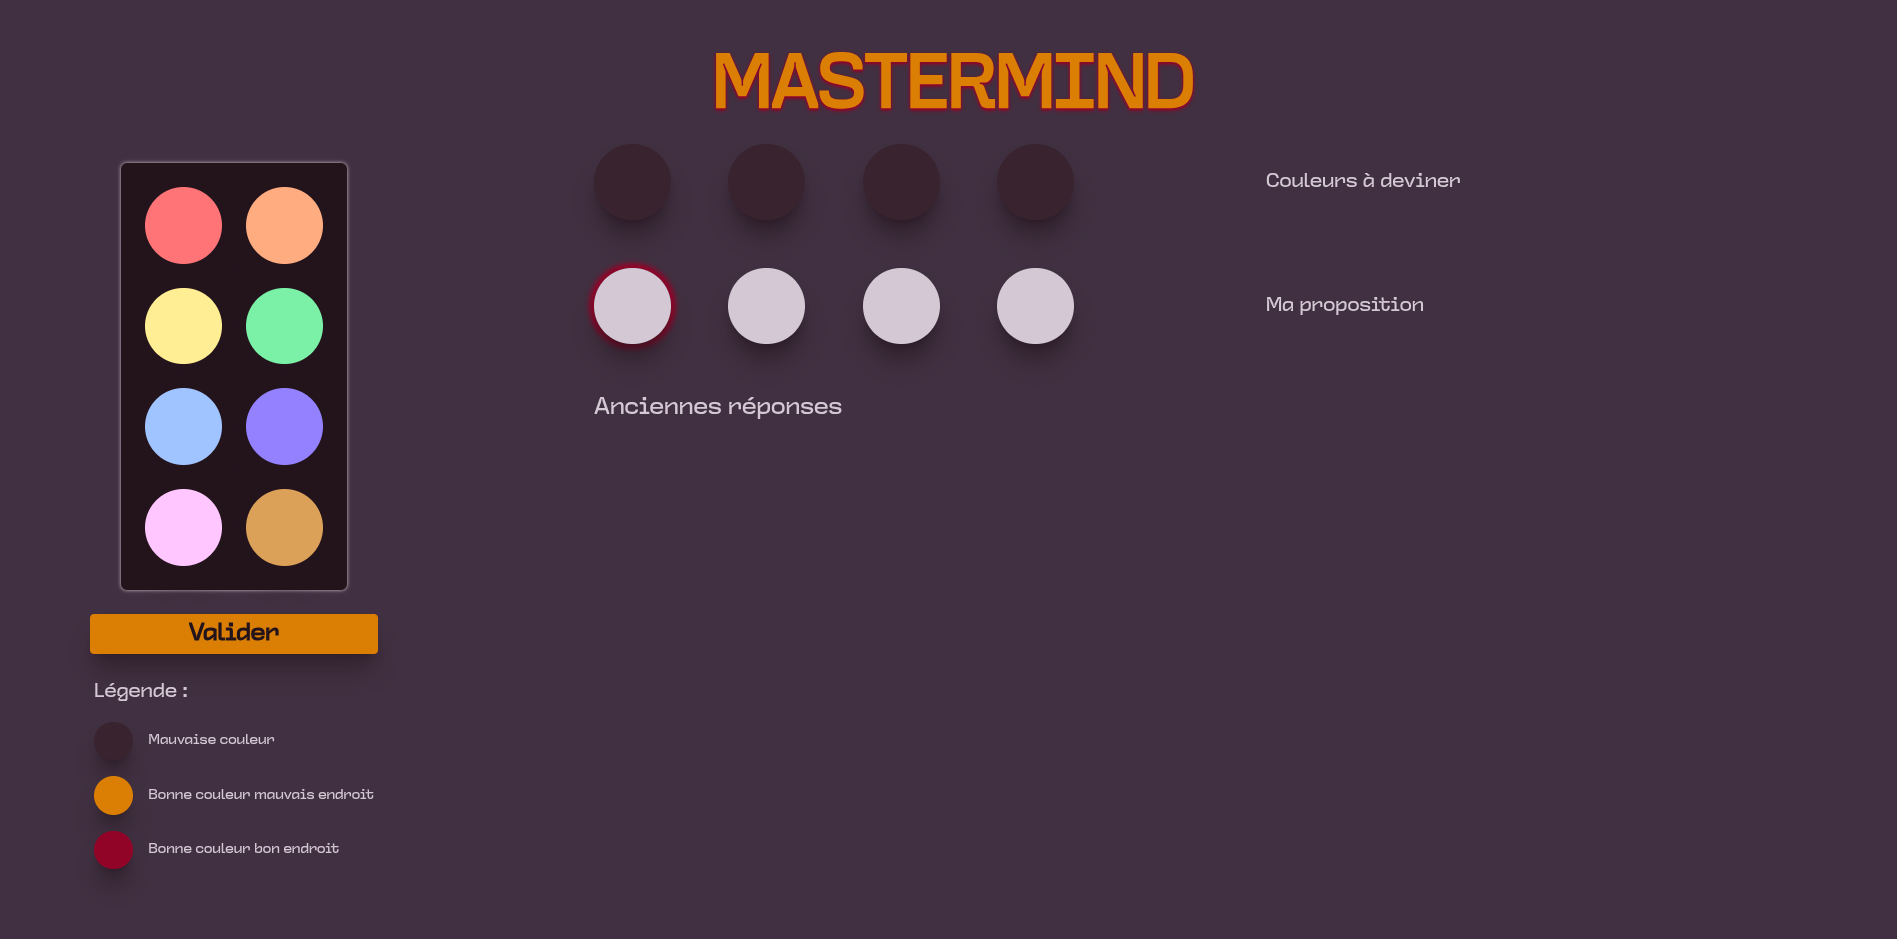 MASTERMIND
Couleurs à deviner
Ma proposition
Anciennes réponses
Valider
Légende :
Mauvaise couleur
Bonne couleur mauvais endroit
Bonne couleur bon endroit